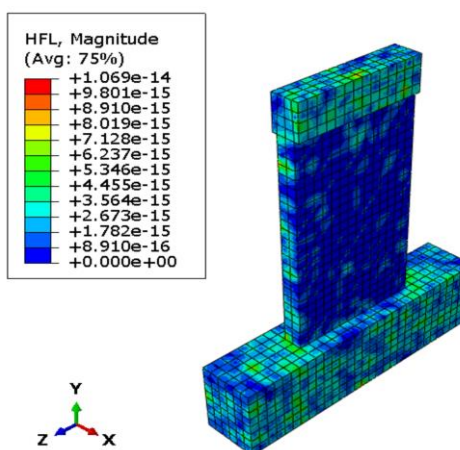 HFL, Magnitude
(Avg: 75%)
+1.069e-14
+9.801e-15
+8.910e-15
+8.019e-15
+7.128e-15
+6.237e-15
+5.346e-15
+4.455e-15
+3.564e-15
+2.673e-15
+1.782e-15
+8.910e-16
+0.000e+00
Y
Z
X